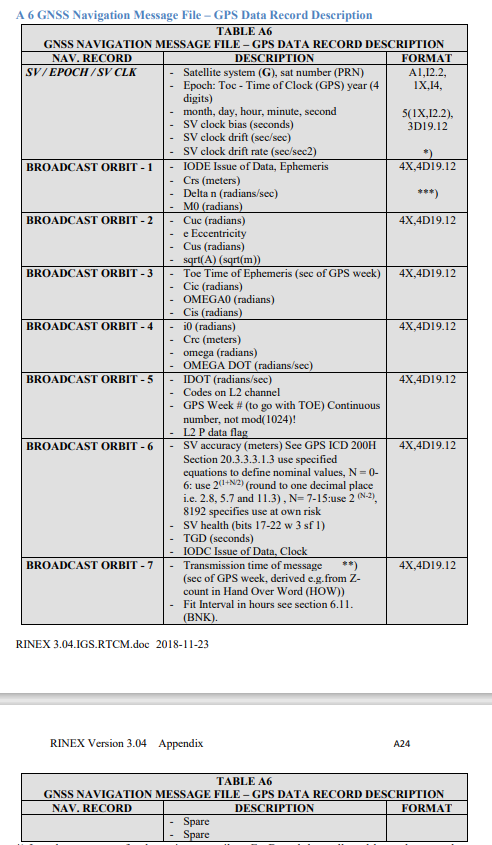 A 6 GNSS Navigation Message File – GPS Data Record Description
TABLE A6
GNSS NAVIGATION MESSAGE FILE – GPS DATA RECORD DESCRIPTION
NAV. RECORD DESCRIPTION FORMAT
SV / EPOCH / SV CLK - Satellite system (G), sat number (PRN) A1,I2.2,
- Epoch: Toc - Time of Clock (GPS) year (4 1X,I4,
digits)
- month, day, hour, minute, second 5(1X,I2.2),
- SV clock bias (seconds) 3D19.12
- SV clock drift (sec/sec)
- SV clock drift rate (sec/sec2) *)
BROADCAST ORBIT - 1 - IODE Issue of Data, Ephemeris 4X,4D19.12
- Crs (meters)
- Delta n (radians/sec) ***)
- M0 (radians)
BROADCAST ORBIT - 2 - Cuc (radians) 4X,4D19.12
- e Eccentricity
- Cus (radians)
- sqrt(A) (sqrt(m))
BROADCAST ORBIT - 3 - Toe Time of Ephemeris (sec of GPS week) 4X,4D19.12
- Cic (radians)
- OMEGA0 (radians)
- Cis (radians)
BROADCAST ORBIT - 4 - i0 (radians) 4X,4D19.12
- Crc (meters)
- omega (radians)
- OMEGA DOT (radians/sec)
BROADCAST ORBIT - 5 - IDOT (radians/sec) 4X,4D19.12
- Codes on L2 channel
- GPS Week # (to go with TOE) Continuous
number, not mod(1024)!
- L2 P data flag
BROADCAST ORBIT - 6 - SV accuracy (meters) See GPS ICD 200H 4X,4D19.12
Section 20.3.3.3.1.3 use specified
equations to define nominal values, N = 0-
6: use 2(1+N/2) (round to one decimal place
i.e. 2.8, 5.7 and 11.3) , N= 7-15:use 2 (N-2),
8192 specifies use at own risk
- SV health (bits 17-22 w 3 sf 1)
- TGD (seconds)
- IODC Issue of Data, Clock
BROADCAST ORBIT - 7 - Transmission time of message **) 4X,4D19.12
(sec of GPS week, derived e.g.from Z-
count in Hand Over Word (HOW))
- Fit Interval in hours see section 6.11.
(BNK).
RINEX 3.04.IGS.RTCM.doc 2018-11-23
RINEX Version 3.04 Appendix A24
TABLE A6
GNSS NAVIGATION MESSAGE FILE – GPS DATA RECORD DESCRIPTION
NAV. RECORD DESCRIPTION FORMAT
- Spare
- Spare